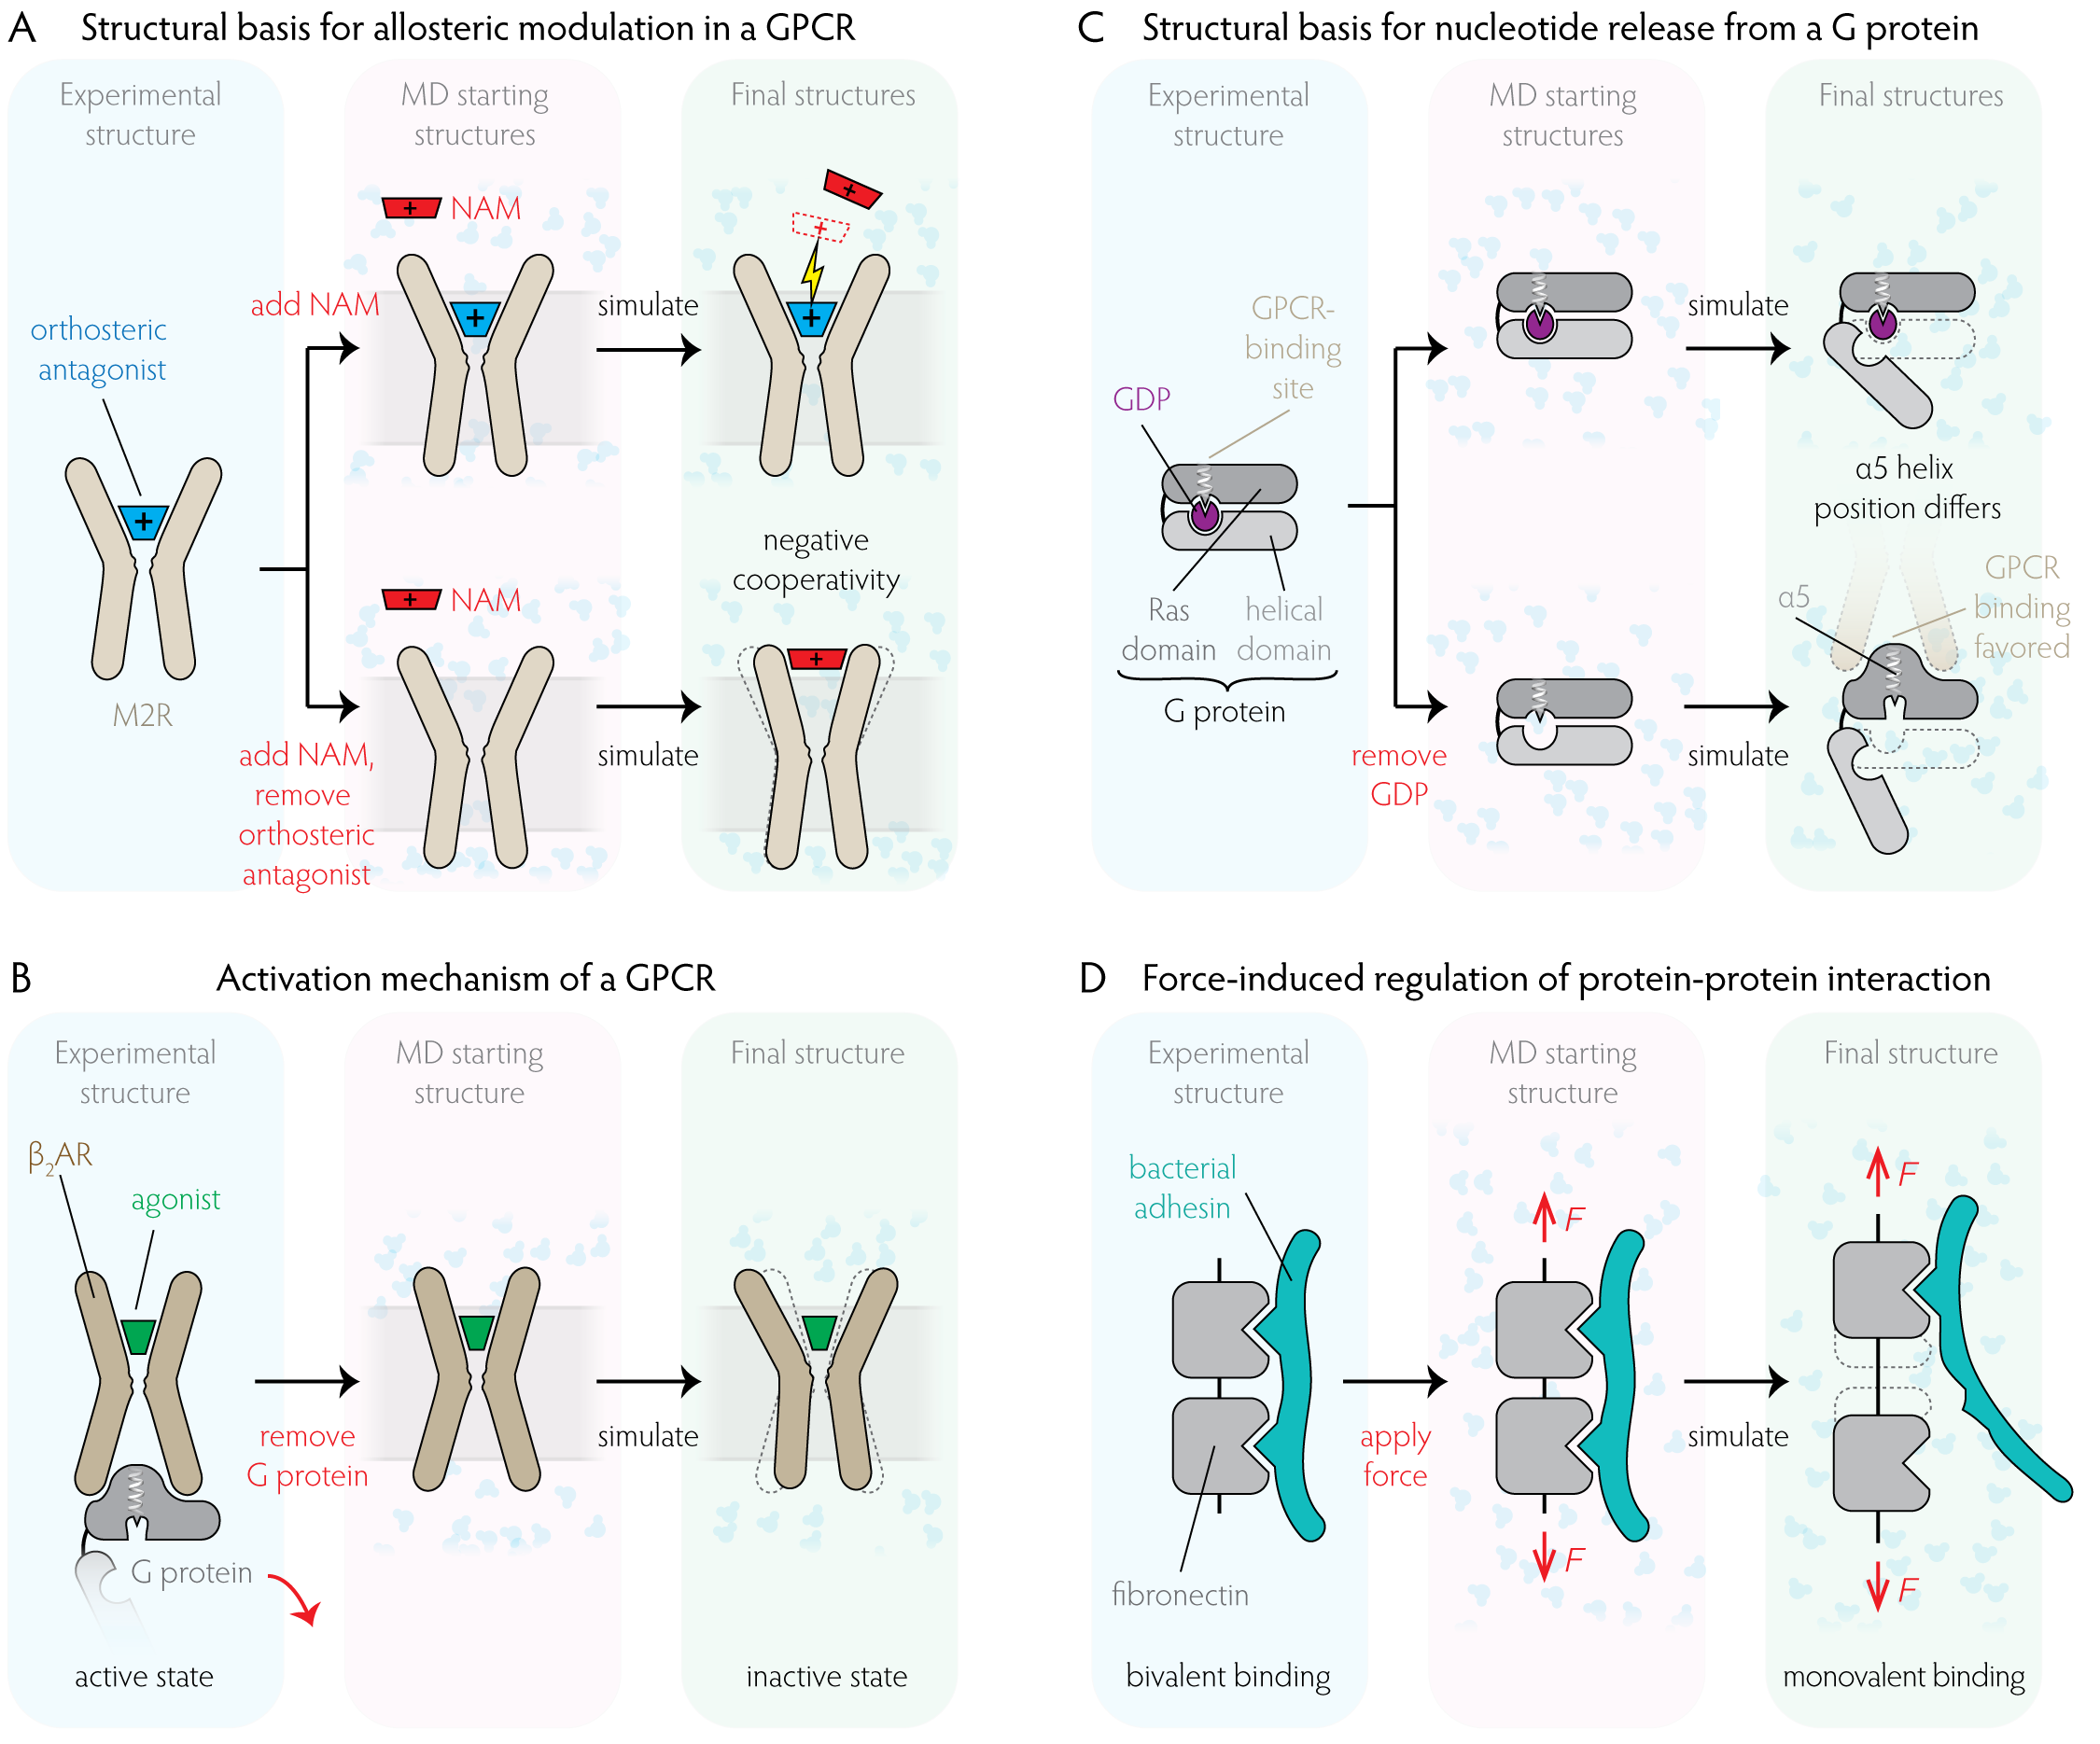 A Structural basis for allosteric modulation in a GPCR
Experimental
structure
MD starting
structures
Final structures
NAM
+
+
add NAM
simulate
orthosteric
antagonist
+
+
+
M2R
negative
cooperativity
NAM
+
+
add NAM,
remove
orthosteric
antagonist
simulate
B Activation mechanism of a GPCR
Experimental
structure
MD starting
structure
Final structure
β₂AR
agonist
remove
G protein
simulate
G protein
active state
inactive state
C Structural basis for nucleotide release from a G protein
Experimental
structure
MD starting
structures
Final structures
GPCR-
binding
site
GDP
simulate
α5 helix
position differs
Ras
domain
helical
domain
G protein
α5
GPCR
binding
favored
remove
GDP
simulate
D Force-induced regulation of protein-protein interaction
Experimental
structure
MD starting
structure
Final structure
bacterial
adhesin
F
F
apply
force
simulate
F
F
fibronectin
bivalent binding
monovalent binding